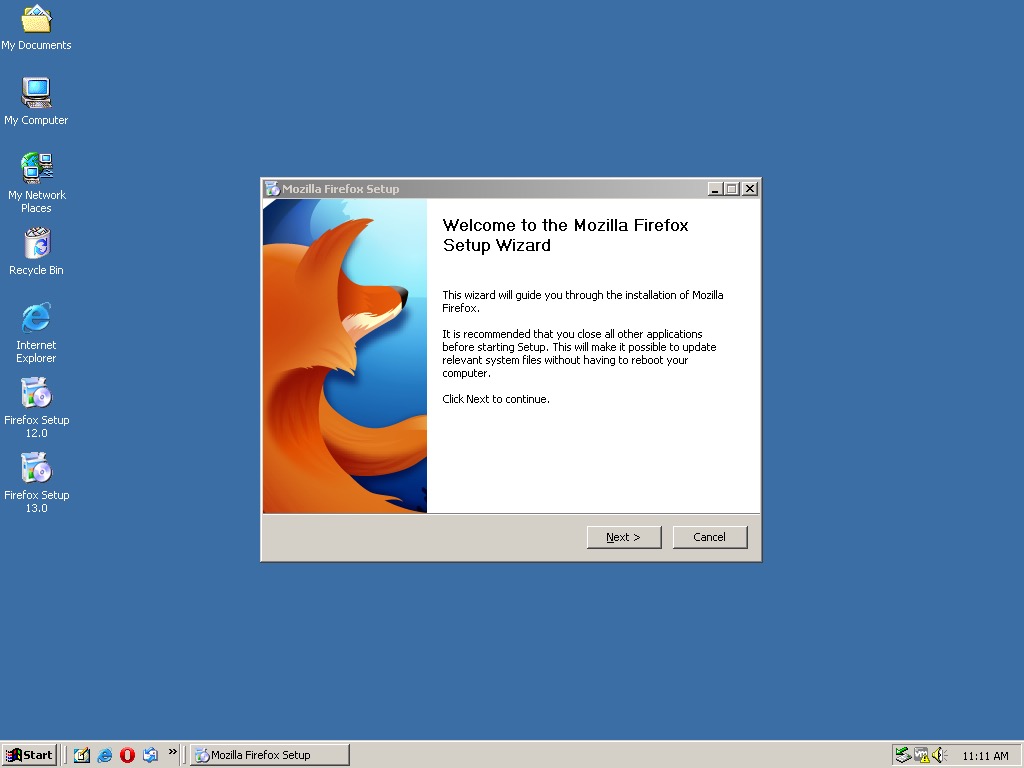 My Documents
My Computer
My Network
Places
Recycle Bin
Internet
Explorer
Firefox Setup
12.0
Firefox Setup
13.0
Mozilla Firefox Setup
Welcome to the Mozilla Firefox
Setup Wizard
This wizard will guide you through the installation of Mozilla
Firefox.
It is recommended that you close all other applications
before starting Setup. This will make it possible to update
relevant system files without having to reboot your
computer.
Click Next to continue.
Next >
Cancel
Start
»
Mozilla Firefox Setup
11:11 AM